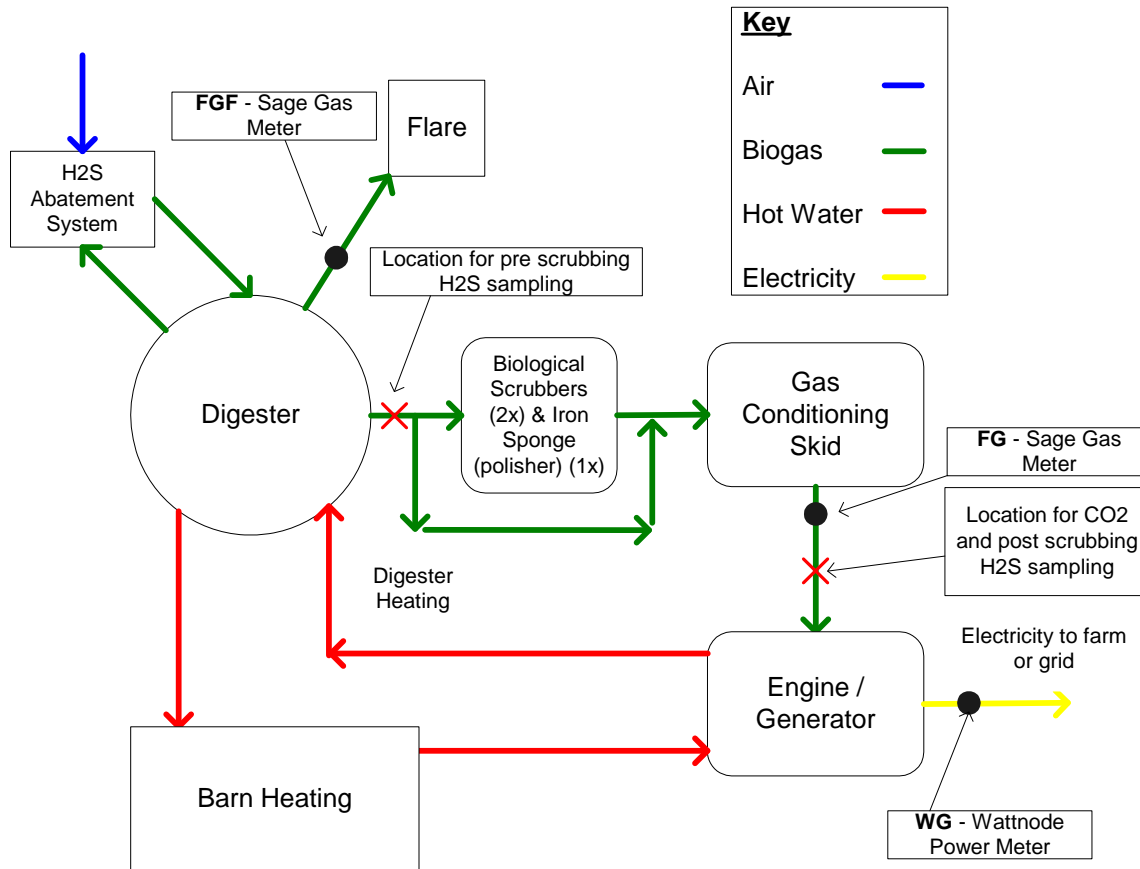 Key
Air
Biogas
Hot Water
Electricity
FGF - Sage Gas
Meter
Flare
H2S
Abatement
System
Location for pre scrubbing
H2S sampling
Digester
Biological
Scrubbers
(2x) & Iron
Sponge
(polisher) (1x)
Gas
Conditioning
Skid
FG - Sage Gas
Meter
Location for CO2
and post scrubbing
H2S sampling
Digester
Heating
Electricity to farm
or grid
Engine /
Generator
Barn Heating
WG - Wattnode
Power Meter